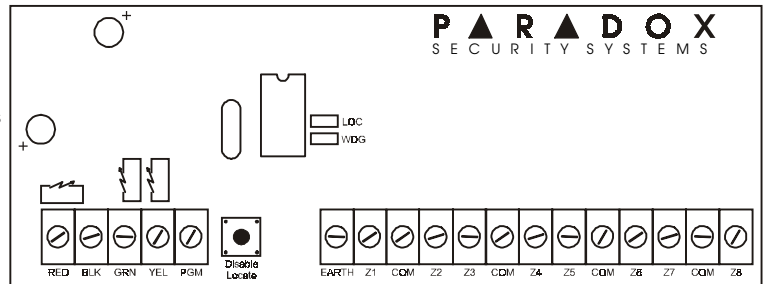 PARADOX
SECURITY SYSTEMS
LOC
WDG
RED BLK GRN YEL PGM
Disable
Locate
EARTH Z1 COM Z2 Z3 COM Z4 Z5 COM Z6 Z7 COM Z8